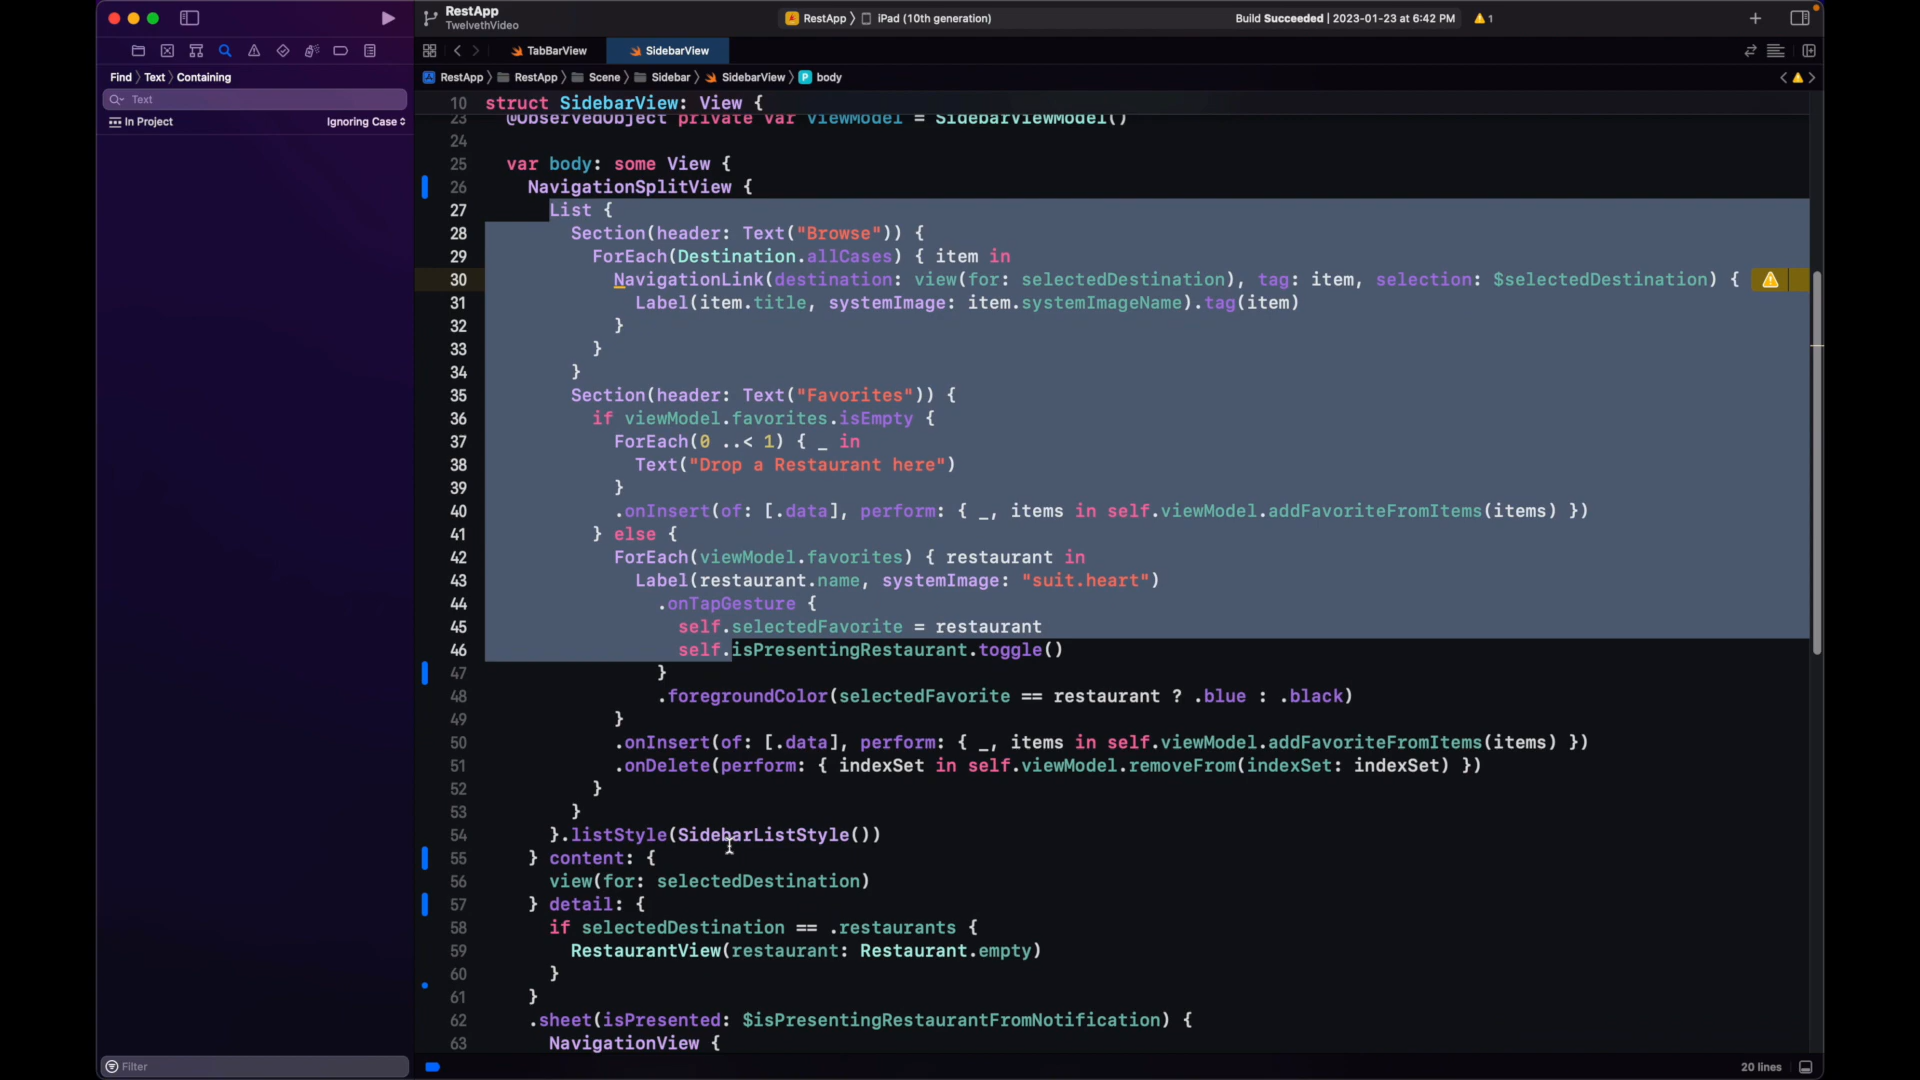 RestApp
TwelvethVideo
RestApp 〉 iPad (10th generation)
Build Succeeded | 2023-01-23 at 6:42 PM
1
TabBarView
SidebarView
Find 〉 Text 〉 Containing
RestApp 〉 RestApp 〉 Scene 〉 Sidebar 〉 SidebarView 〉 P body
Text
In Project
Ignoring Case
10 struct SidebarView: View {
23 @ObservedObject private var viewModel = SidebarViewModel()
24
25 var body: some View {
26 NavigationSplitView {
27 List {
28 Section(header: Text("Browse")) {
29 ForEach(Destination.allCases) { item in
30 NavigationLink(destination: view(for: selectedDestination), tag: item, selection: $selectedDestination) {
31 Label(item.title, systemImage: item.systemImageName).tag(item)
32 }
33 }
34 }
35 Section(header: Text("Favorites")) {
36 if viewModel.favorites.isEmpty {
37 ForEach(0 ..< 1) { _ in
38 Text("Drop a Restaurant here")
39 }
40 .onInsert(of: [.data], perform: { _, items in self.viewModel.addFavoriteFromItems(items) })
41 } else {
42 ForEach(viewModel.favorites) { restaurant in
43 Label(restaurant.name, systemImage: "suit.heart")
44 .onTapGesture {
45 self.selectedFavorite = restaurant
46 self.isPresentingRestaurant.toggle()
47 }
48 .foregroundColor(selectedFavorite == restaurant ? .blue : .black)
49 }
50 .onInsert(of: [.data], perform: { _, items in self.viewModel.addFavoriteFromItems(items) })
51 .onDelete(perform: { indexSet in self.viewModel.removeFrom(indexSet: indexSet) })
52 }
53 }
54 }.listStyle(SidebarListStyle())
55 } content: {
56 view(for: selectedDestination)
57 } detail: {
58 if selectedDestination == .restaurants {
59 RestaurantView(restaurant: Restaurant.empty)
60 }
61 }
62 .sheet(isPresented: $isPresentingRestaurantFromNotification) {
63 NavigationView {
Filter
20 lines